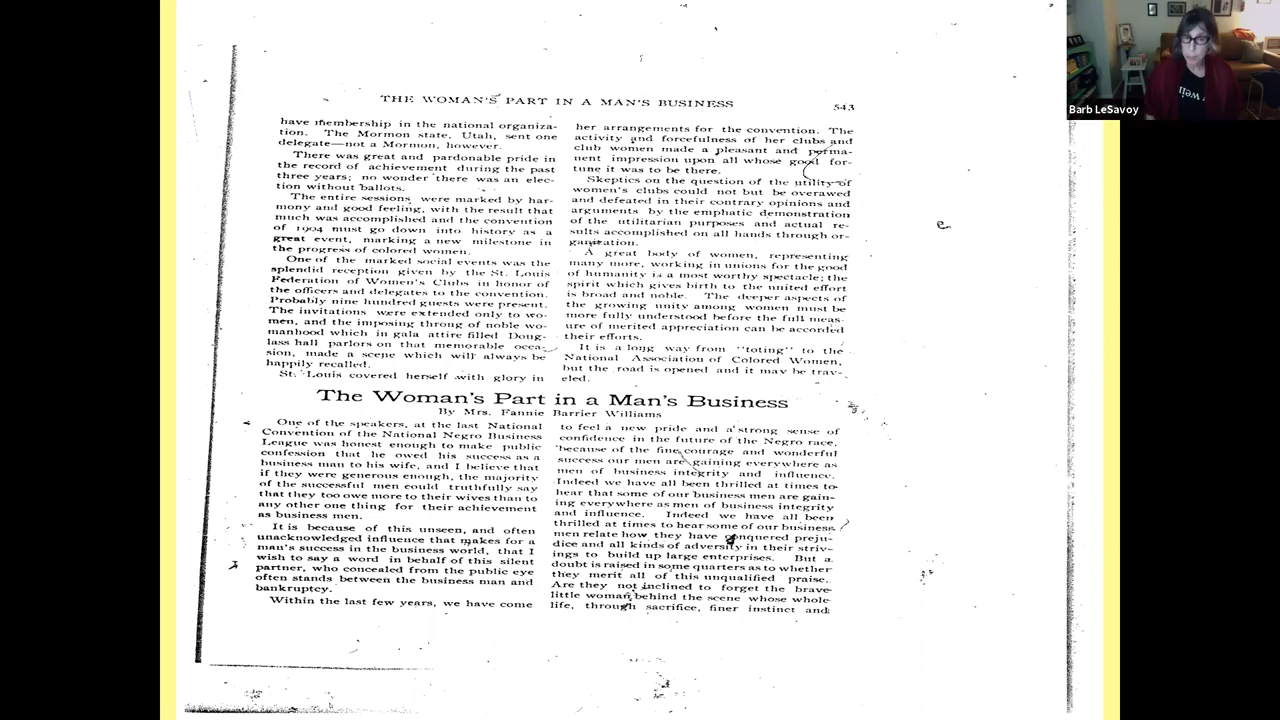 THE WOMAN'S PART IN A MAN'S BUSINESS
543
have membership in the national organiza-
tion. The Mormon state, Utah, sent one
delegate—not a Mormon, however.
There was great and pardonable pride in
the record of achievement during the past
three years; no wonder there was an elec-
tion without ballots.
The entire sessions were marked by har-
mony and good feeling, with the result that
much was accomplished and the convention
of 1904 must go down into history as a
great event, marking a new milestone in
the progress of colored women.
One of the marked social events was the
splendid reception given by the St. Louis
Federation of Women's Clubs in honor of
the officers and delegates to the convention.
Probably nine hundred guests were present.
The invitations were extended only to wo-
men, and the imposing throng of noble wo-
manhood which in gala attire filled Doug-
lass hall parlors on that memorable occa-
sion, made a scene which will always be
happily recalled.
St. Louis covered herself with glory in
her arrangements for the convention. The
activity and forcefulness of her clubs and
club women made a pleasant and perma-
nent impression upon all whose good for-
tune it was to be there.
Skeptics on the question of the utility of
women's clubs could not but be overawed
and defeated in their contrary opinions and
arguments by the emphatic demonstration
of the utilitarian purposes and actual re-
sults accomplished on all hands through or-
ganization.
A great body of women, representing
many more, working in unions for the good
of humanity is a most worthy spectacle; the
spirit which gives birth to the united effort
is broad and noble. The deeper aspects of
the growing unity among women must be
more fully understood before the full meas-
ure of merited appreciation can be accorded
their efforts.
It is a long way from "toting" to the
National Association of Colored Women,
but the road is opened and it may be trav-
eled.
The Woman's Part in a Man's Business
By Mrs. Fannie Barrier Williams
One of the speakers, at the last National
Convention of the National Negro Business
League was honest enough to make public
confession that he owed his success as a
business man to his wife, and I believe that
if they were generous enough, the majority
of the successful men could truthfully say
that they too owe more to their wives than to
any other one thing for their achievement
as business men.
It is because of this unseen, and often
unacknowledged influence that makes for a
man's success in the business world, that I
wish to say a word in behalf of this silent
partner, who concealed from the public eye
often stands between the business man and
bankruptcy.
Within the last few years, we have come
to feel a new pride and a strong sense of
confidence in the future of the Negro race,
because of the fine courage and wonderful
success our men are gaining everywhere as
men of business integrity and influence.
Indeed we have all been thrilled at times to
hear that some of our business men are gain-
ing everywhere as men of business integrity
and influence. Indeed we have all been
thrilled at times to hear some of our business
men relate how they have conquered preju-
dice and all kinds of adversity in their striv-
ings to build up large enterprises. But a
doubt is raised in some quarters as to whether
they merit all of this unqualified praise.
Are they not inclined to forget the brave
little woman behind the scene whose whole
life, through sacrifice, finer instinct and
Barb LeSavoy
well